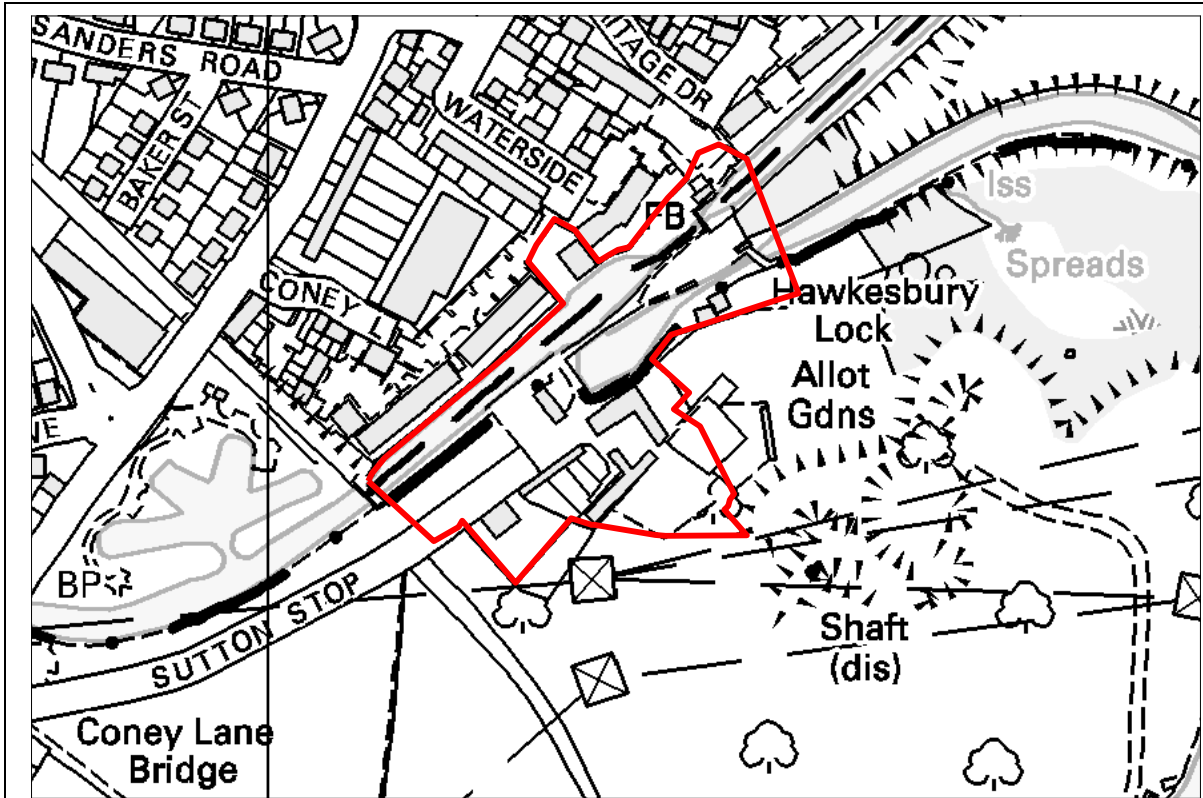 SANDERS ROAD
BAKER ST
TAGE DR
WATERSIDE
FB
CONEY L
Iss
Spreads
Hawkesbury
Lock
Allot
Gdns
VE
BP
SUTTON STOP
Shaft
(dis)
Coney Lane
Bridge